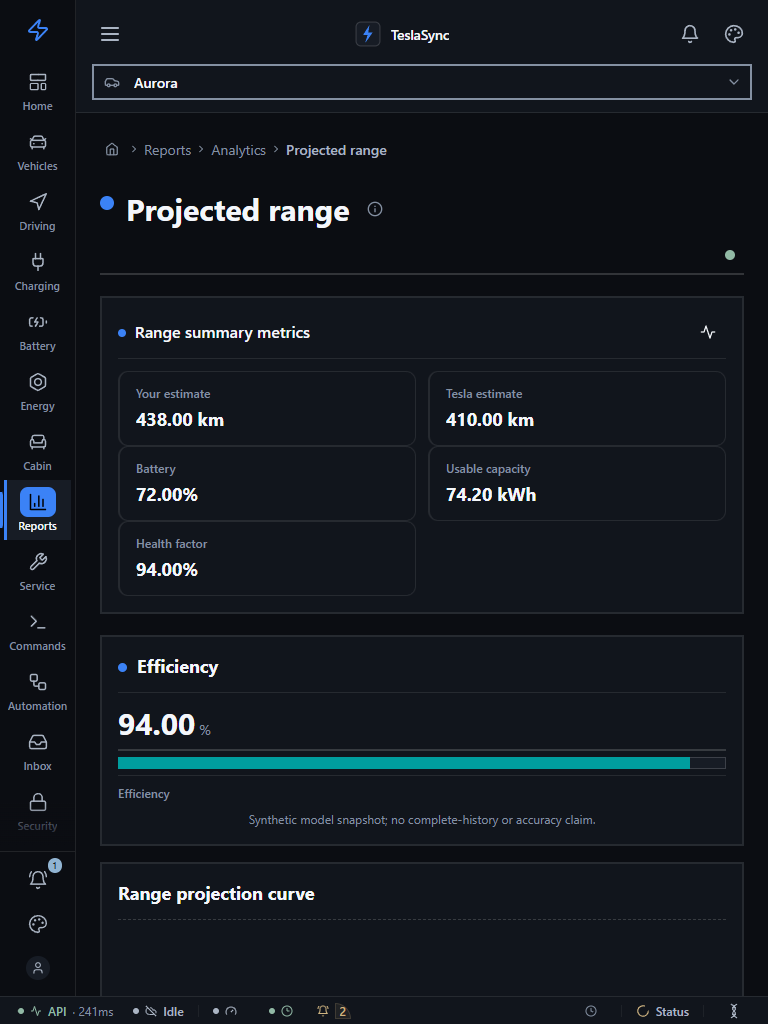 TeslaSync
Aurora
Home
Vehicles
Driving
Charging
Battery
Energy
Cabin
Reports
Service
Commands
Automation
Inbox
Security
1
Reports > Analytics > Projected range
Projected range
Range summary metrics
Your estimate
438.00 km
Tesla estimate
410.00 km
Battery
72.00%
Usable capacity
74.20 kWh
Health factor
94.00%
Efficiency
94.00 %
Efficiency
Synthetic model snapshot; no complete-history or accuracy claim.
Range projection curve
API · 241ms
Idle
2
Status